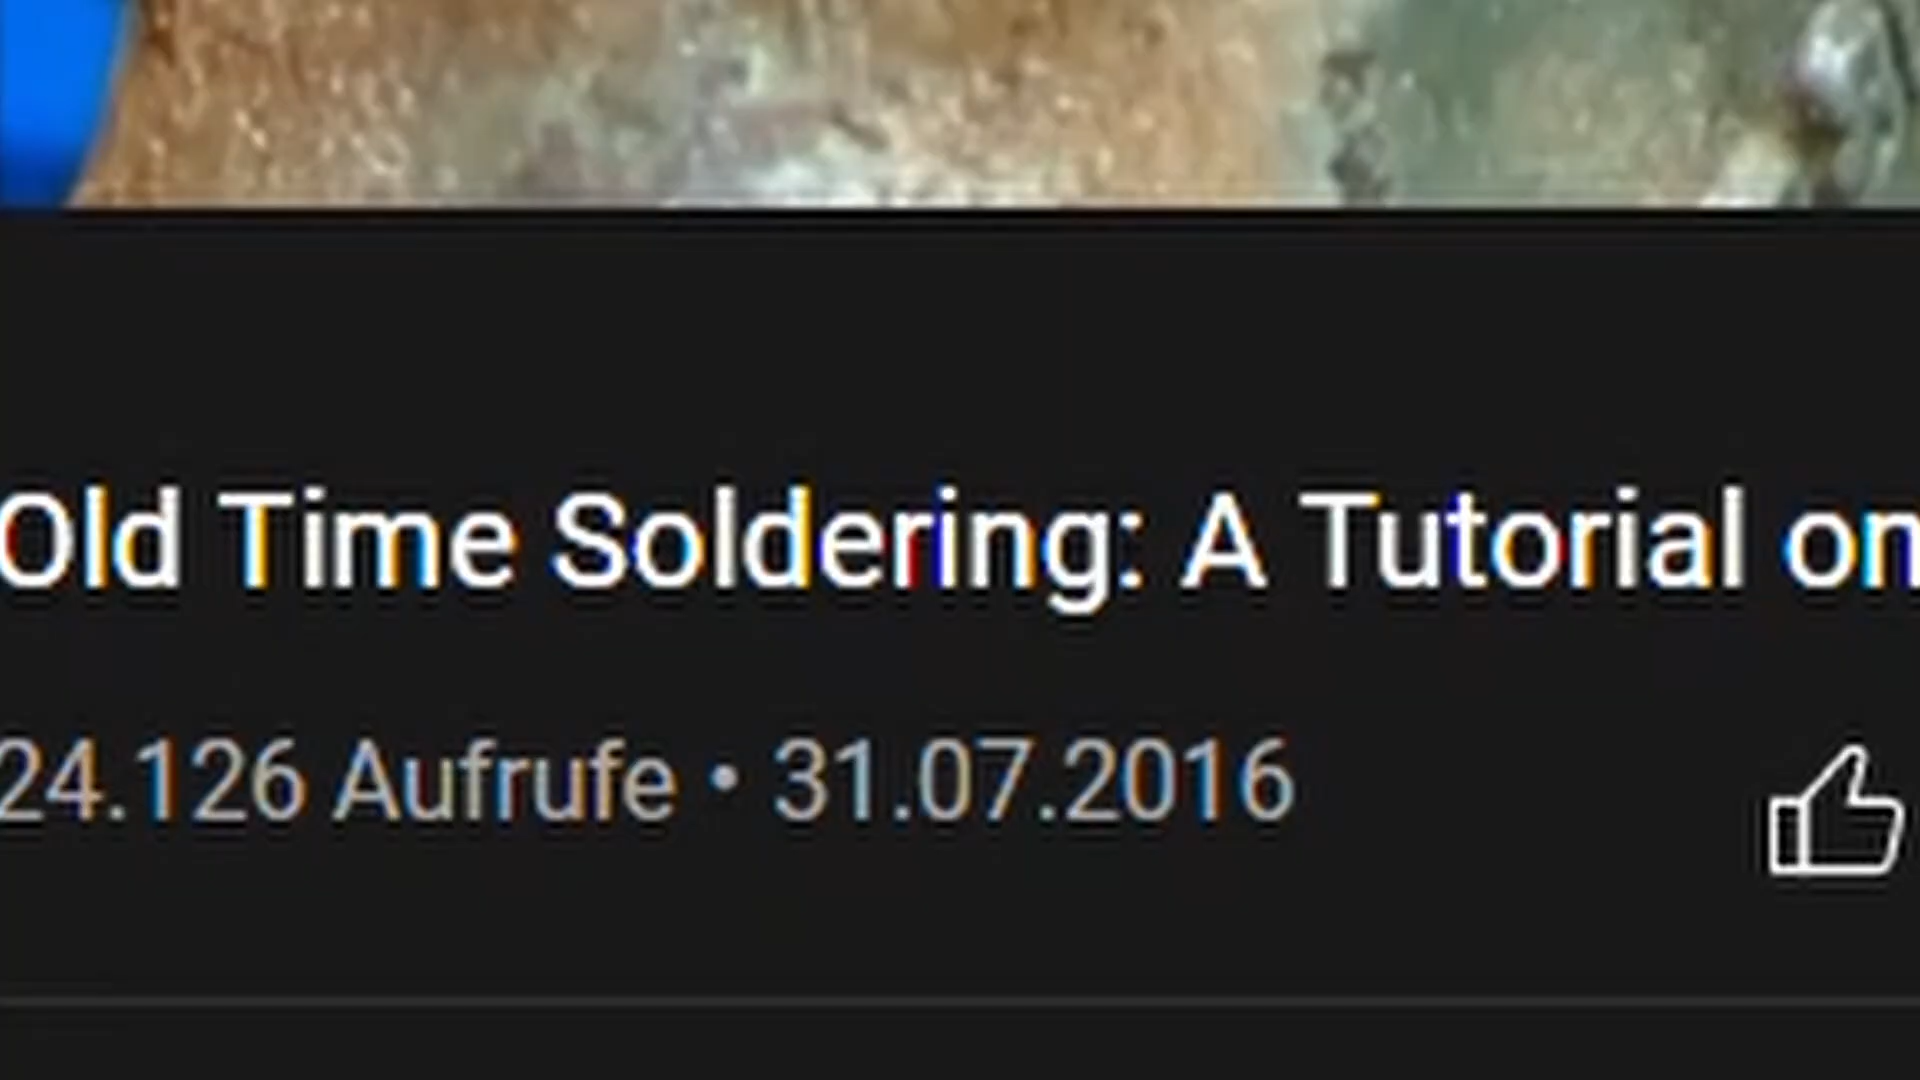 Old Time Soldering: A Tutorial on
24.126 Aufrufe • 31.07.2016